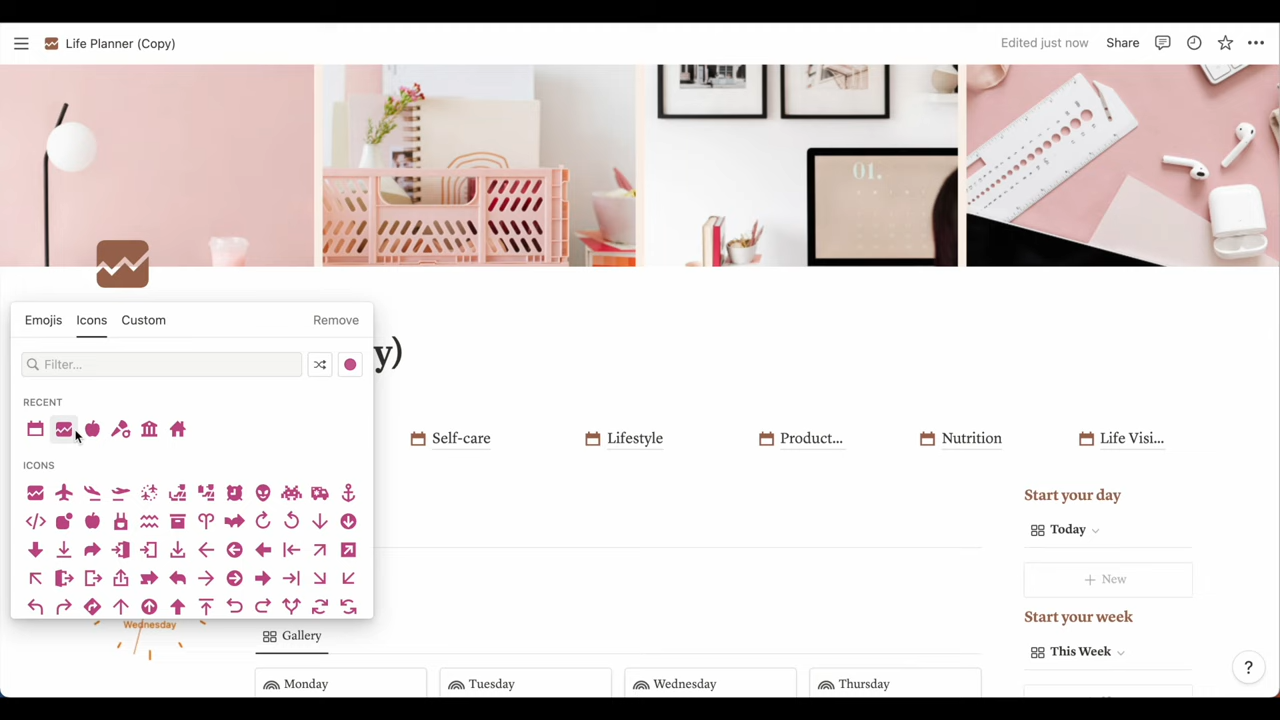 Life Planner (Copy)
Edited just now
Share
01.
Emojis
Icons
Custom
Remove
Filter...
y)
RECENT
ICONS
Self-care
Lifestyle
Product...
Nutrition
Life Visi...
Start your day
Today
+ New
Start your week
This Week
Wednesday
Gallery
Monday
Tuesday
Wednesday
Thursday
?